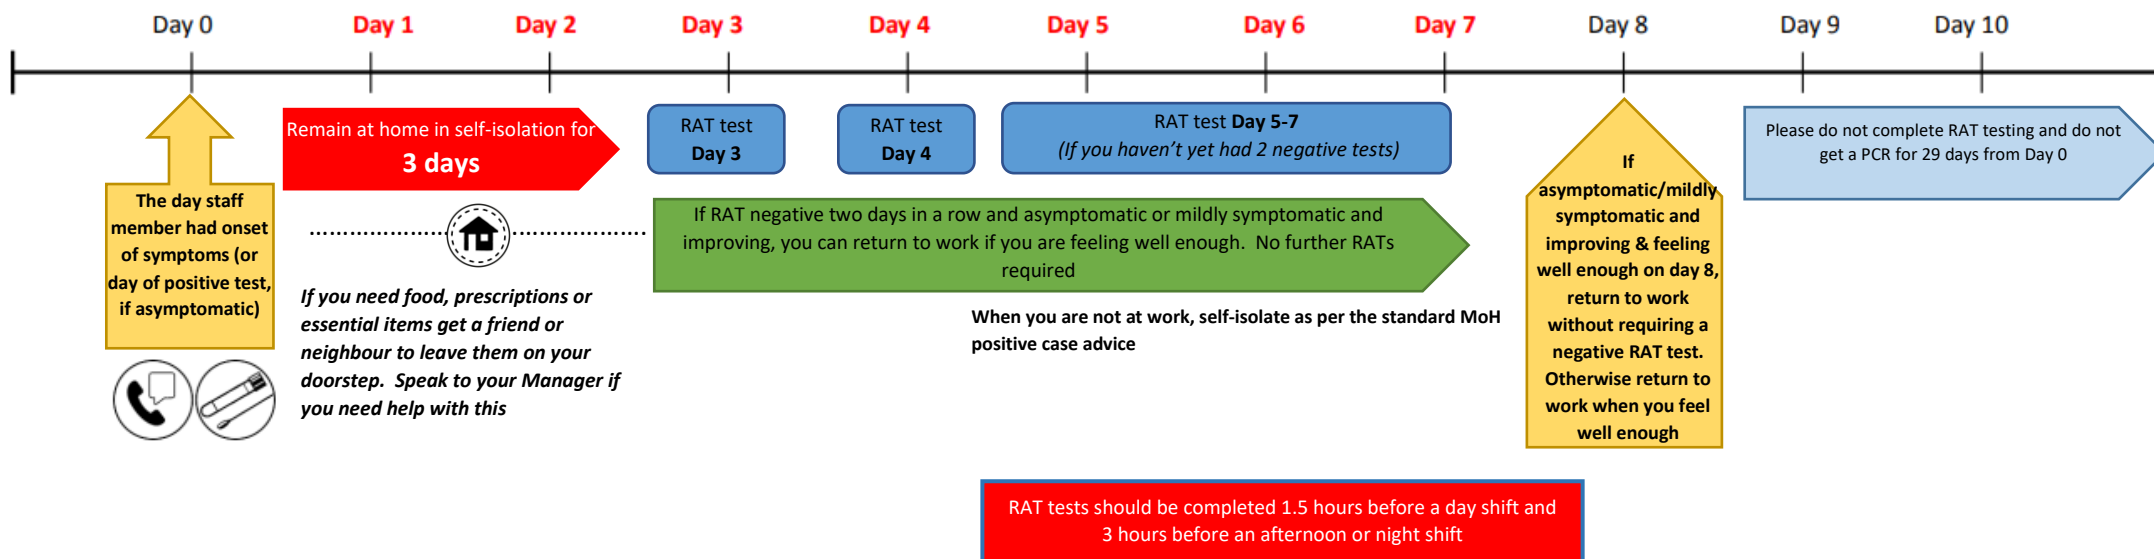 Day 0
Day 1
Day 2
Day 3
Day 4
Day 5
Day 6
Day 7
Day 8
Day 9
Day 10
The day staff
member had onset
of symptoms (or
day of positive test,
if asymptomatic)
Remain at home in self-isolation for
3 days
If you need food, prescriptions or
essential items get a friend or
neighbour to leave them on your
doorstep. Speak to your Manager if
you need help with this
RAT test
Day 3
RAT test
Day 4
RAT test Day 5-7
(If you haven't yet had 2 negative tests)
If RAT negative two days in a row and asymptomatic or mildly symptomatic and
improving, you can return to work if you are feeling well enough. No further RATs
required
When you are not at work, self-isolate as per the standard MoH
positive case advice
If
asymptomatic/mildly
symptomatic and
improving & feeling
well enough on day 8,
return to work
without requiring a
negative RAT test.
Otherwise return to
work when you feel
well enough
Please do not complete RAT testing and do not
get a PCR for 29 days from Day 0
RAT tests should be completed 1.5 hours before a day shift and
3 hours before an afternoon or night shift